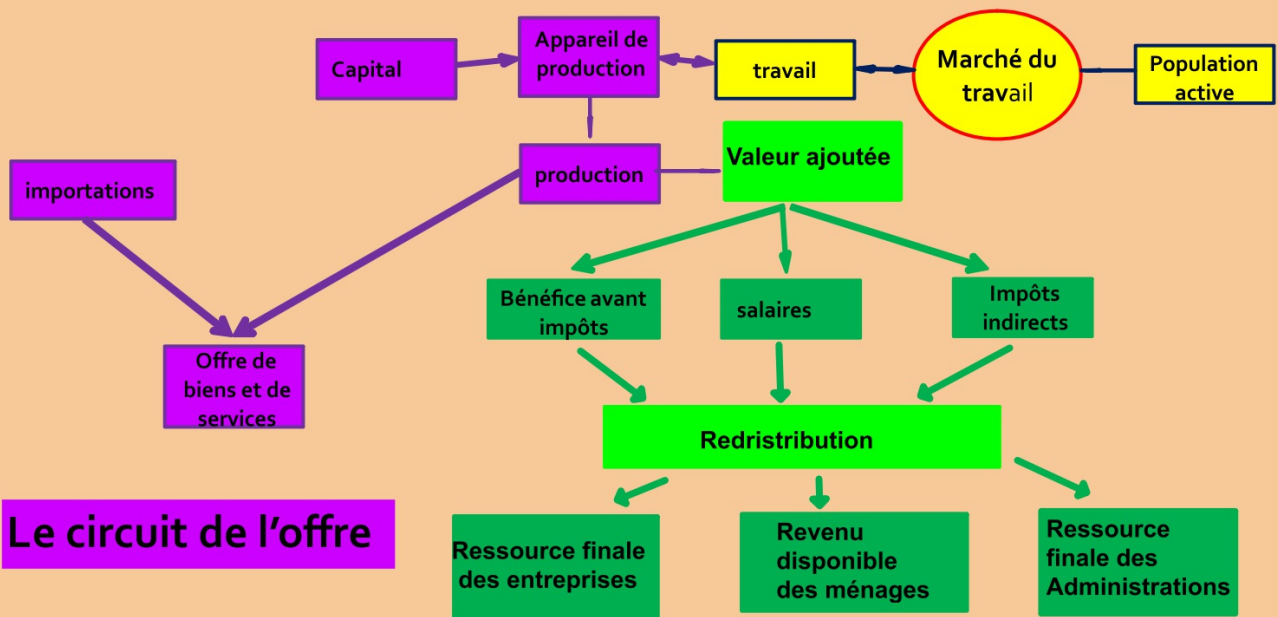 Capital
Appareil de
production
travail
Marché du
travail
Population
active
importations
production
Valeur ajoutée
Bénéfice avant
impôts
salaires
Impôts
indirects
Offre de
biens et de
services
Redristribution
Le circuit de l'offre
Ressource finale
des entreprises
Revenu
disponible
des ménages
Ressource
finale des
Administrations